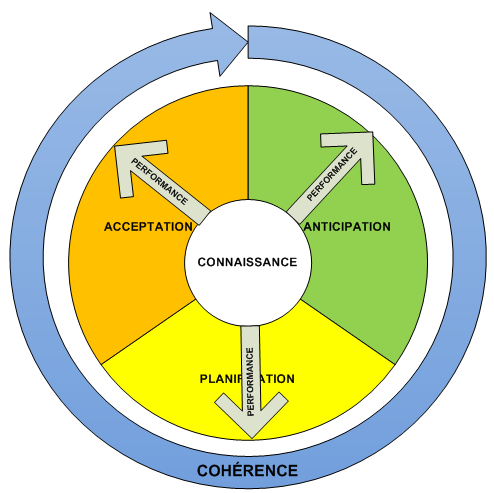 PERFORMANCE
PERFORMANCE
ACCEPTATION
ANTICIPATION
CONNAISSANCE
PLANIFICATION
PERFORMANCE
COHÉRENCE